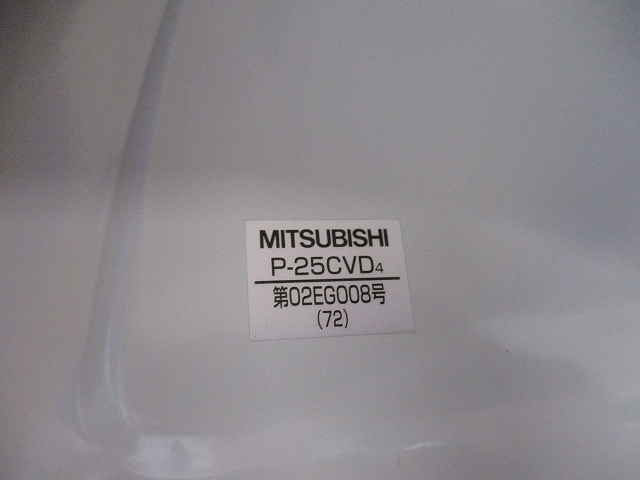 MITSUBISHI
P-25CVD4
第02EG008号
(72)